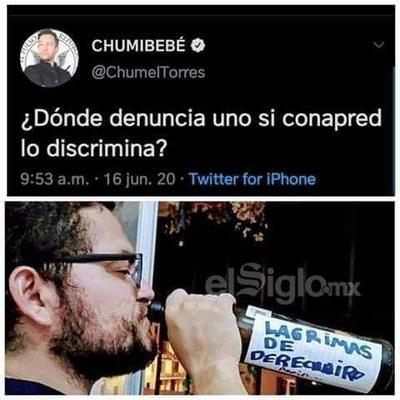 CHUMIBEBÉ
@ChumelTorres
¿Dónde denuncia uno si conapred
lo discrimina?
9:53 a.m. · 16 jun. 20 · Twitter for iPhone
elSiglo.mx
LAGRIMAS
DE
DERECHAIRO